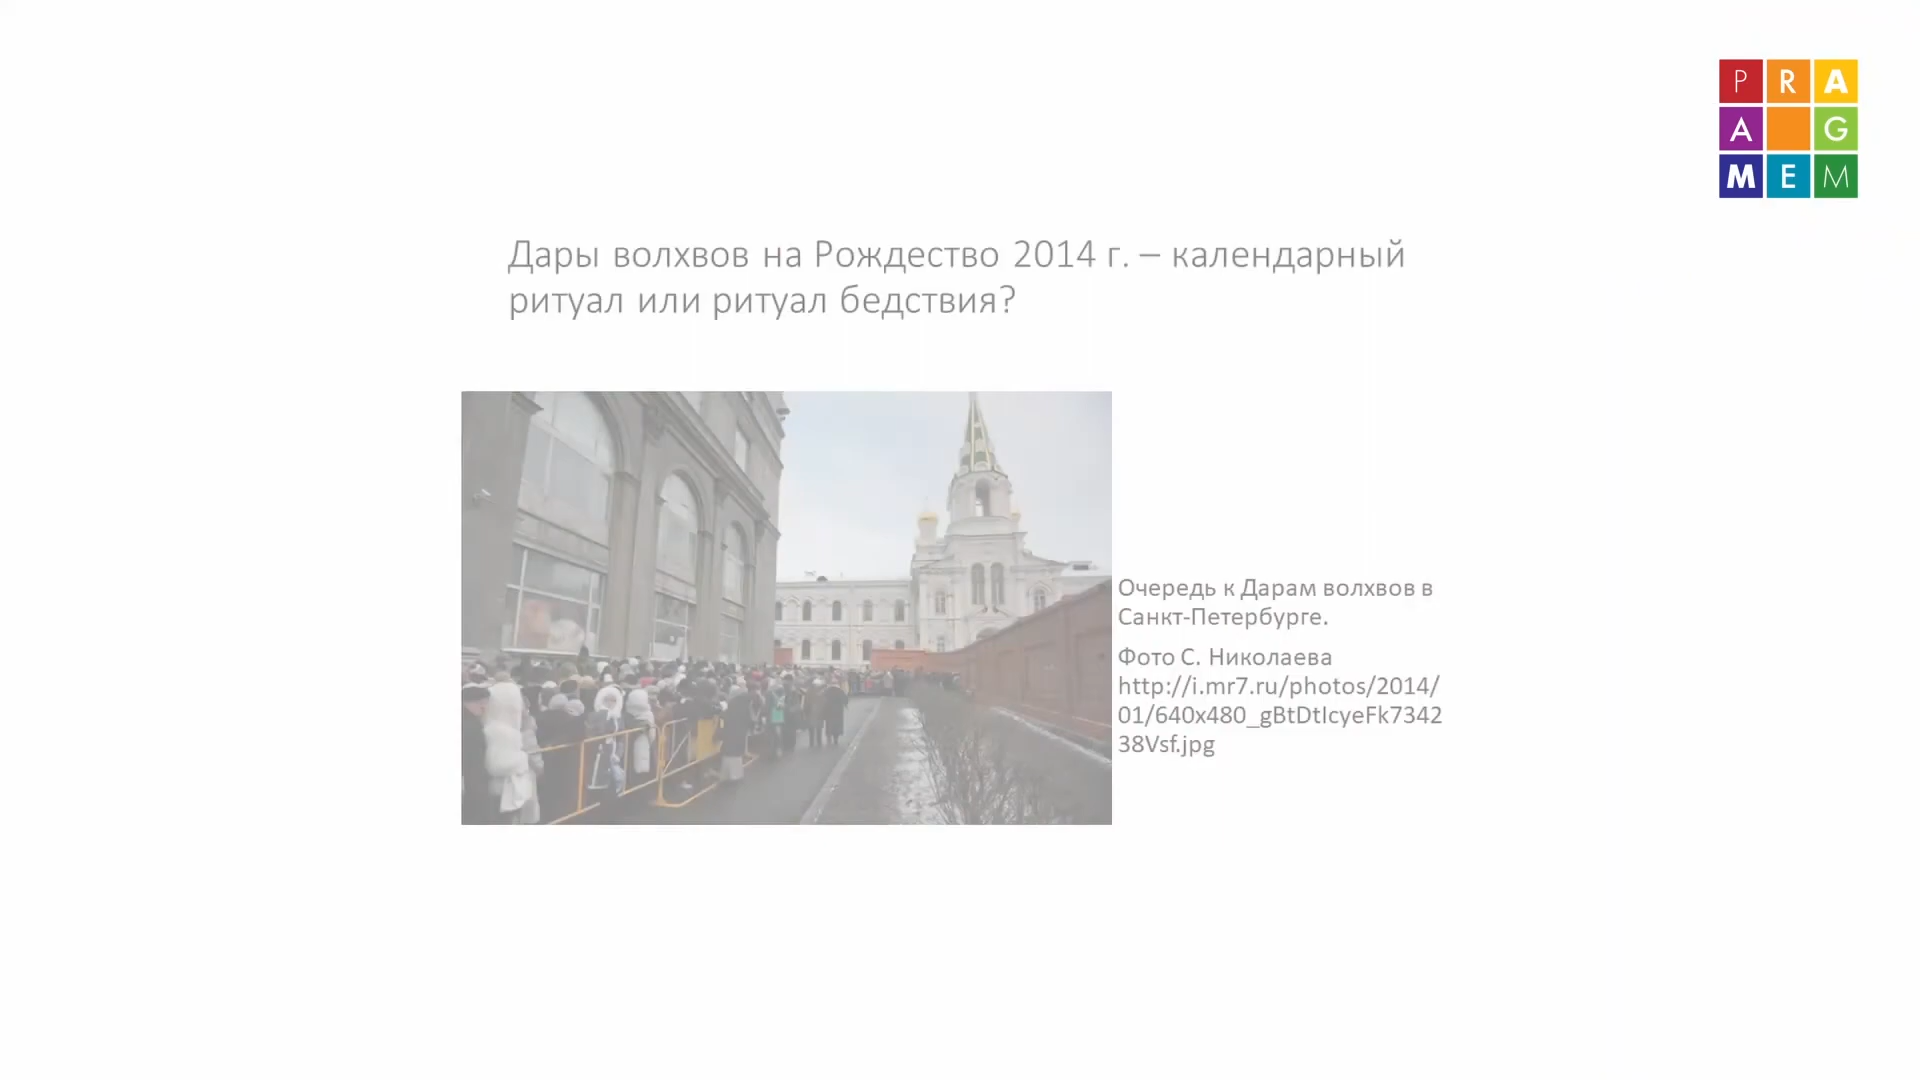 P R A
A G
M E M
Дары волхвов на Рождество 2014 г. – календарный
ритуал или ритуал бедствия?
Очередь к Дарам волхвов в
Санкт-Петербурге.
Фото С. Николаева
http://i.mr7.ru/photos/2014/
01/640x480_gBtDtIcyeFk7342
38Vsf.jpg